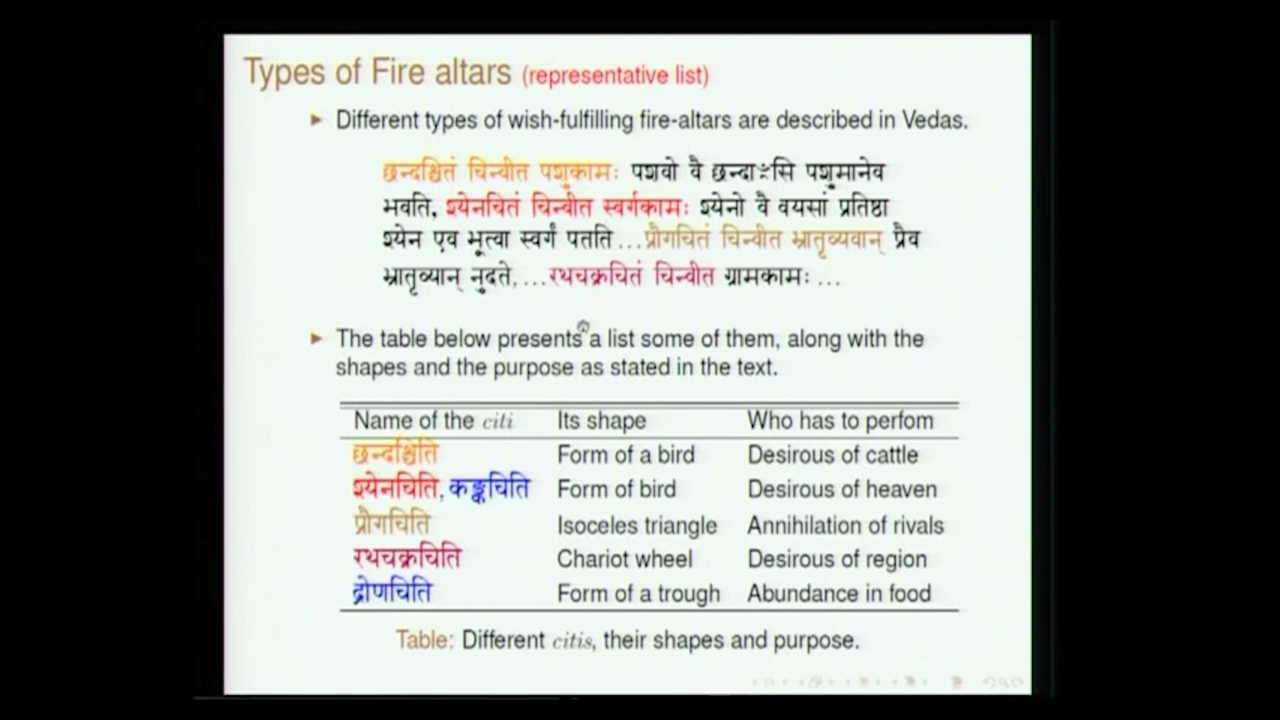 Types of Fire altars (representative list)
► Different types of wish-fulfilling fire-altars are described in Vedas.
छन्दश्चितं चिन्वीत पशुकामः पशवो वै छन्दाꣳसि पशुमानेव
भवति, श्येनचितं चिन्वीत स्वर्गकामः श्येनो वै वयसां प्रतिष्ठा
श्येन एव भूत्वा स्वर्गं पतति ...प्रौगचितं चिन्वीत भ्रातृव्यवान् प्रैव
भ्रातृव्यान् नुदते, ...रथचक्रचितं चिन्वीत ग्रामकामः ...
► The table below presents a list some of them, along with the
shapes and the purpose as stated in the text.
Name of the citi Its shape Who has to perfom
छन्दश्चिति Form of a bird Desirous of cattle
श्येनचिति, कङ्कचिति Form of bird Desirous of heaven
प्रौगचिति Isoceles triangle Annihilation of rivals
रथचक्रचिति Chariot wheel Desirous of region
द्रोणचिति Form of a trough Abundance in food
Table: Different citis, their shapes and purpose.